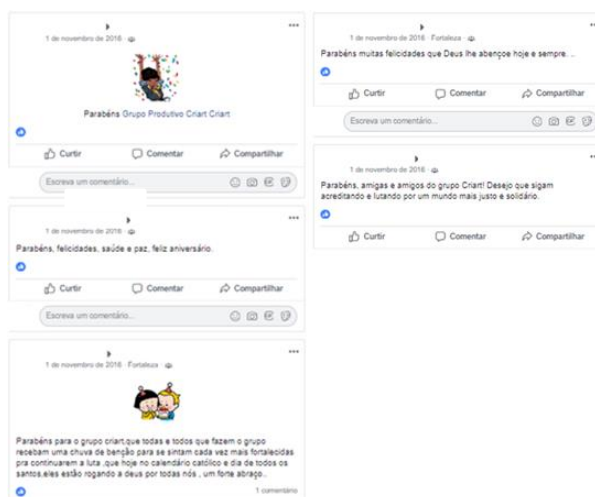 1 de novembro de 2016
Parabéns Grupo Produtivo Criart Criart
Curtir Comentar Compartilhar
Escreva um comentário...
1 de novembro de 2016
Parabéns, felicidades, saúde e paz, feliz aniversário.
Curtir Comentar Compartilhar
Escreva um comentário...
1 de novembro de 2016 · Fortaleza
Parabéns para o grupo criart,que todas e todos que fazem o grupo
recebam uma chuva de benção para se sintam cada vez mais fortalecidas
pra continuarem a luta ,que hoje no calendário católico e dia de todos os
santos,eles estão rogando a deus por todas nós , um forte abraço..
1 comentário
1 de novembro de 2016 · Fortaleza
Parabéns muitas felicidades que Deus lhe abençoe hoje e sempre....
Curtir Comentar Compartilhar
Escreva um comentário...
1 de novembro de 2016
Parabéns, amigas e amigos do grupo Criart! Desejo que sigam
acreditando e lutando por um mundo mais justo e solidário.
Curtir Comentar Compartilhar